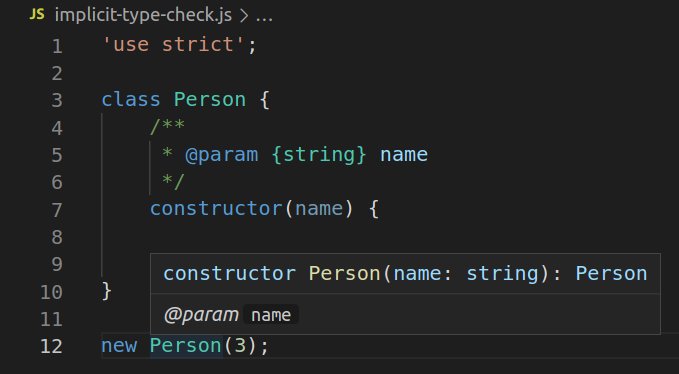 JS implicit-type-check.js > ...
1 'use strict';
2
3 class Person {
4 /**
5 * @param {string} name
6 */
7 constructor(name) {
8
9
constructor Person(name: string): Person
10 }
@param name
11
12 new Person(3);